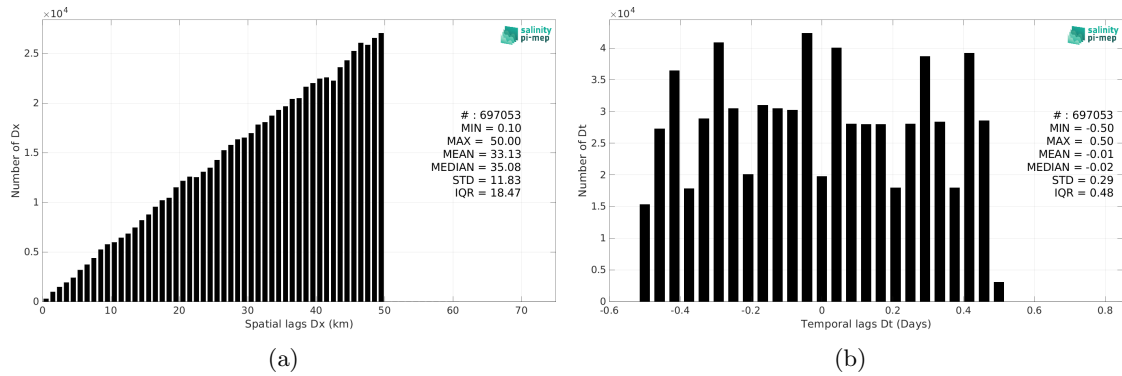 ×10⁴
2.5
2
1.5
1
0.5
0
Number of Dx
0 10 20 30 40 50 60 70
Spatial lags Dx (km)
salinity
pi-mep
# : 697053
MIN = 0.10
MAX = 50.00
MEAN = 33.13
MEDIAN = 35.08
STD = 11.83
IQR = 18.47
(a)
×10⁴
4
3.5
3
2.5
2
1.5
1
0.5
0
Number of Dt
-0.6 -0.4 -0.2 0 0.2 0.4 0.6 0.8
Temporal lags Dt (Days)
salinity
pi-mep
# : 697053
MIN = -0.50
MAX = 0.50
MEAN = -0.01
MEDIAN = -0.02
STD = 0.29
IQR = 0.48
(b)